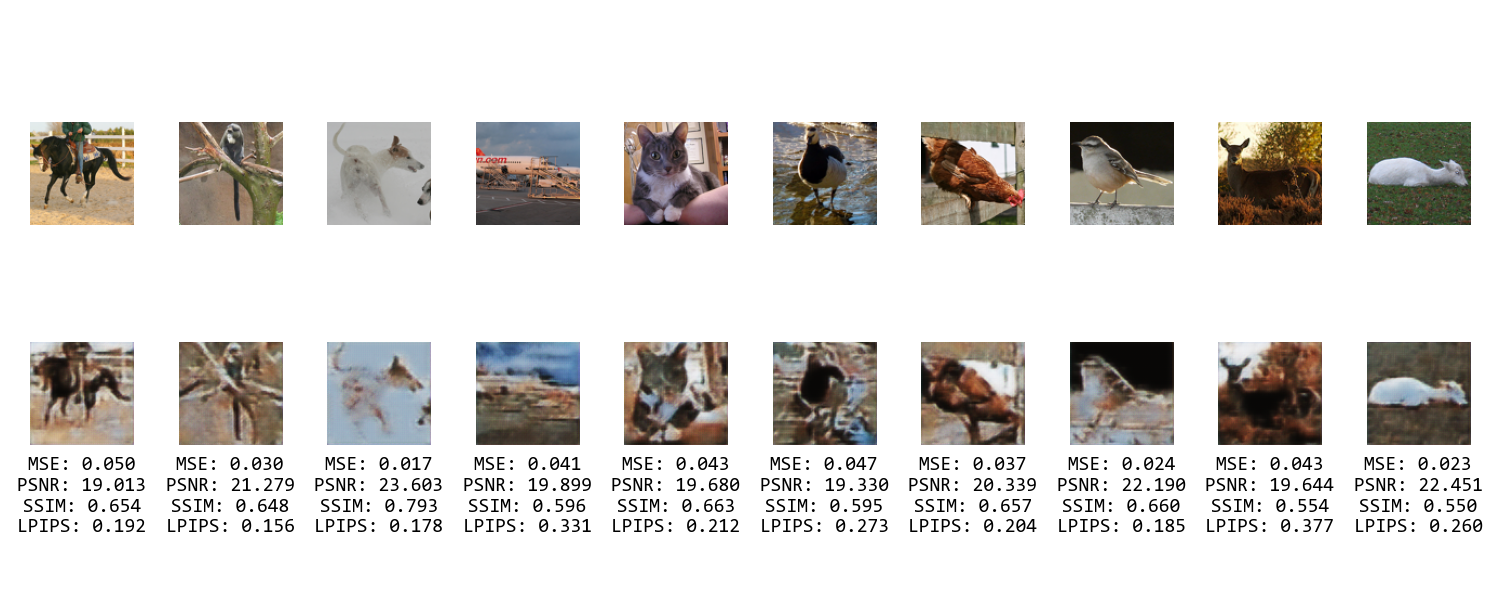 a.com
MSE: 0.050
PSNR: 19.013
SSIM: 0.654
LPIPS: 0.192
MSE: 0.030
PSNR: 21.279
SSIM: 0.648
LPIPS: 0.156
MSE: 0.017
PSNR: 23.603
SSIM: 0.793
LPIPS: 0.178
MSE: 0.041
PSNR: 19.899
SSIM: 0.596
LPIPS: 0.331
MSE: 0.043
PSNR: 19.680
SSIM: 0.663
LPIPS: 0.212
MSE: 0.047
PSNR: 19.330
SSIM: 0.595
LPIPS: 0.273
MSE: 0.037
PSNR: 20.339
SSIM: 0.657
LPIPS: 0.204
MSE: 0.024
PSNR: 22.190
SSIM: 0.660
LPIPS: 0.185
MSE: 0.043
PSNR: 19.644
SSIM: 0.554
LPIPS: 0.377
MSE: 0.023
PSNR: 22.451
SSIM: 0.550
LPIPS: 0.260